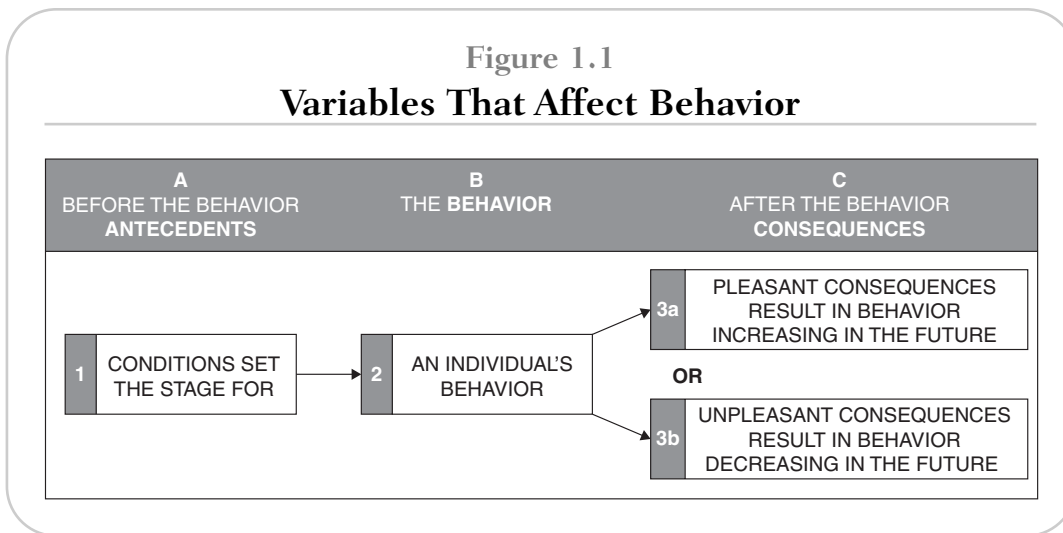 Figure 1.1
Variables That Affect Behavior
A
BEFORE THE BEHAVIOR
ANTECEDENTS
B
THE BEHAVIOR
C
AFTER THE BEHAVIOR
CONSEQUENCES
1
CONDITIONS SET
THE STAGE FOR
2
AN INDIVIDUAL'S
BEHAVIOR
3a
PLEASANT CONSEQUENCES
RESULT IN BEHAVIOR
INCREASING IN THE FUTURE
OR
3b
UNPLEASANT CONSEQUENCES
RESULT IN BEHAVIOR
DECREASING IN THE FUTURE